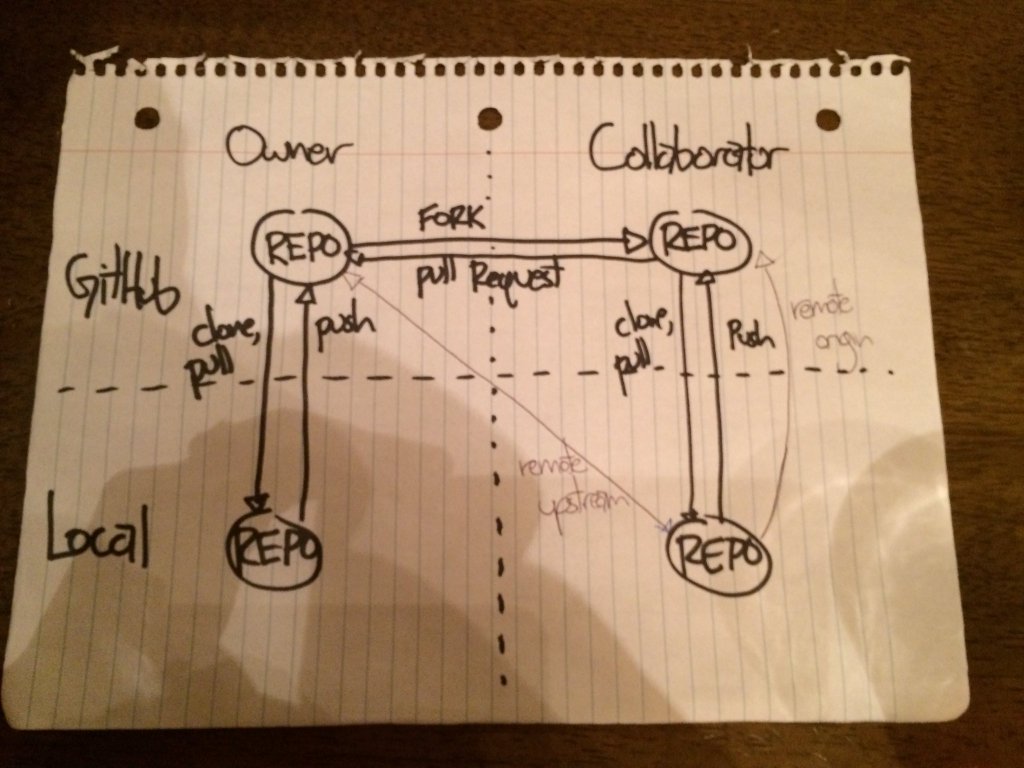 Owner
Collaborator
GitHub
REPO
FORK
pull Request
REPO
clone,
pull
push
clone,
pull
Push
remote
origin
remote
upstream
Local
REPO
REPO